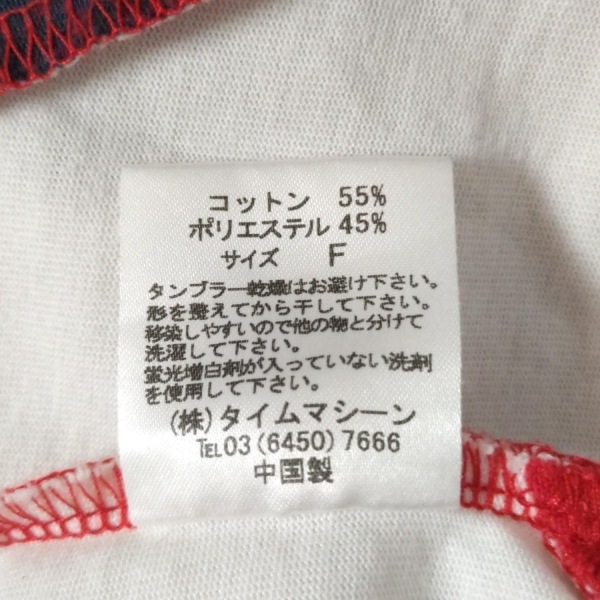 コットン 55%
ポリエステル 45%
サイズ F
タンブラー乾燥はお避け下さい。
形を整えてから干して下さい。
移染しやすいので他の物と分けて
洗濯して下さい。
蛍光増白剤が入っていない洗剤
を使用して下さい。
(株)タイムマシーン
TEL03(6450)7666
中国製